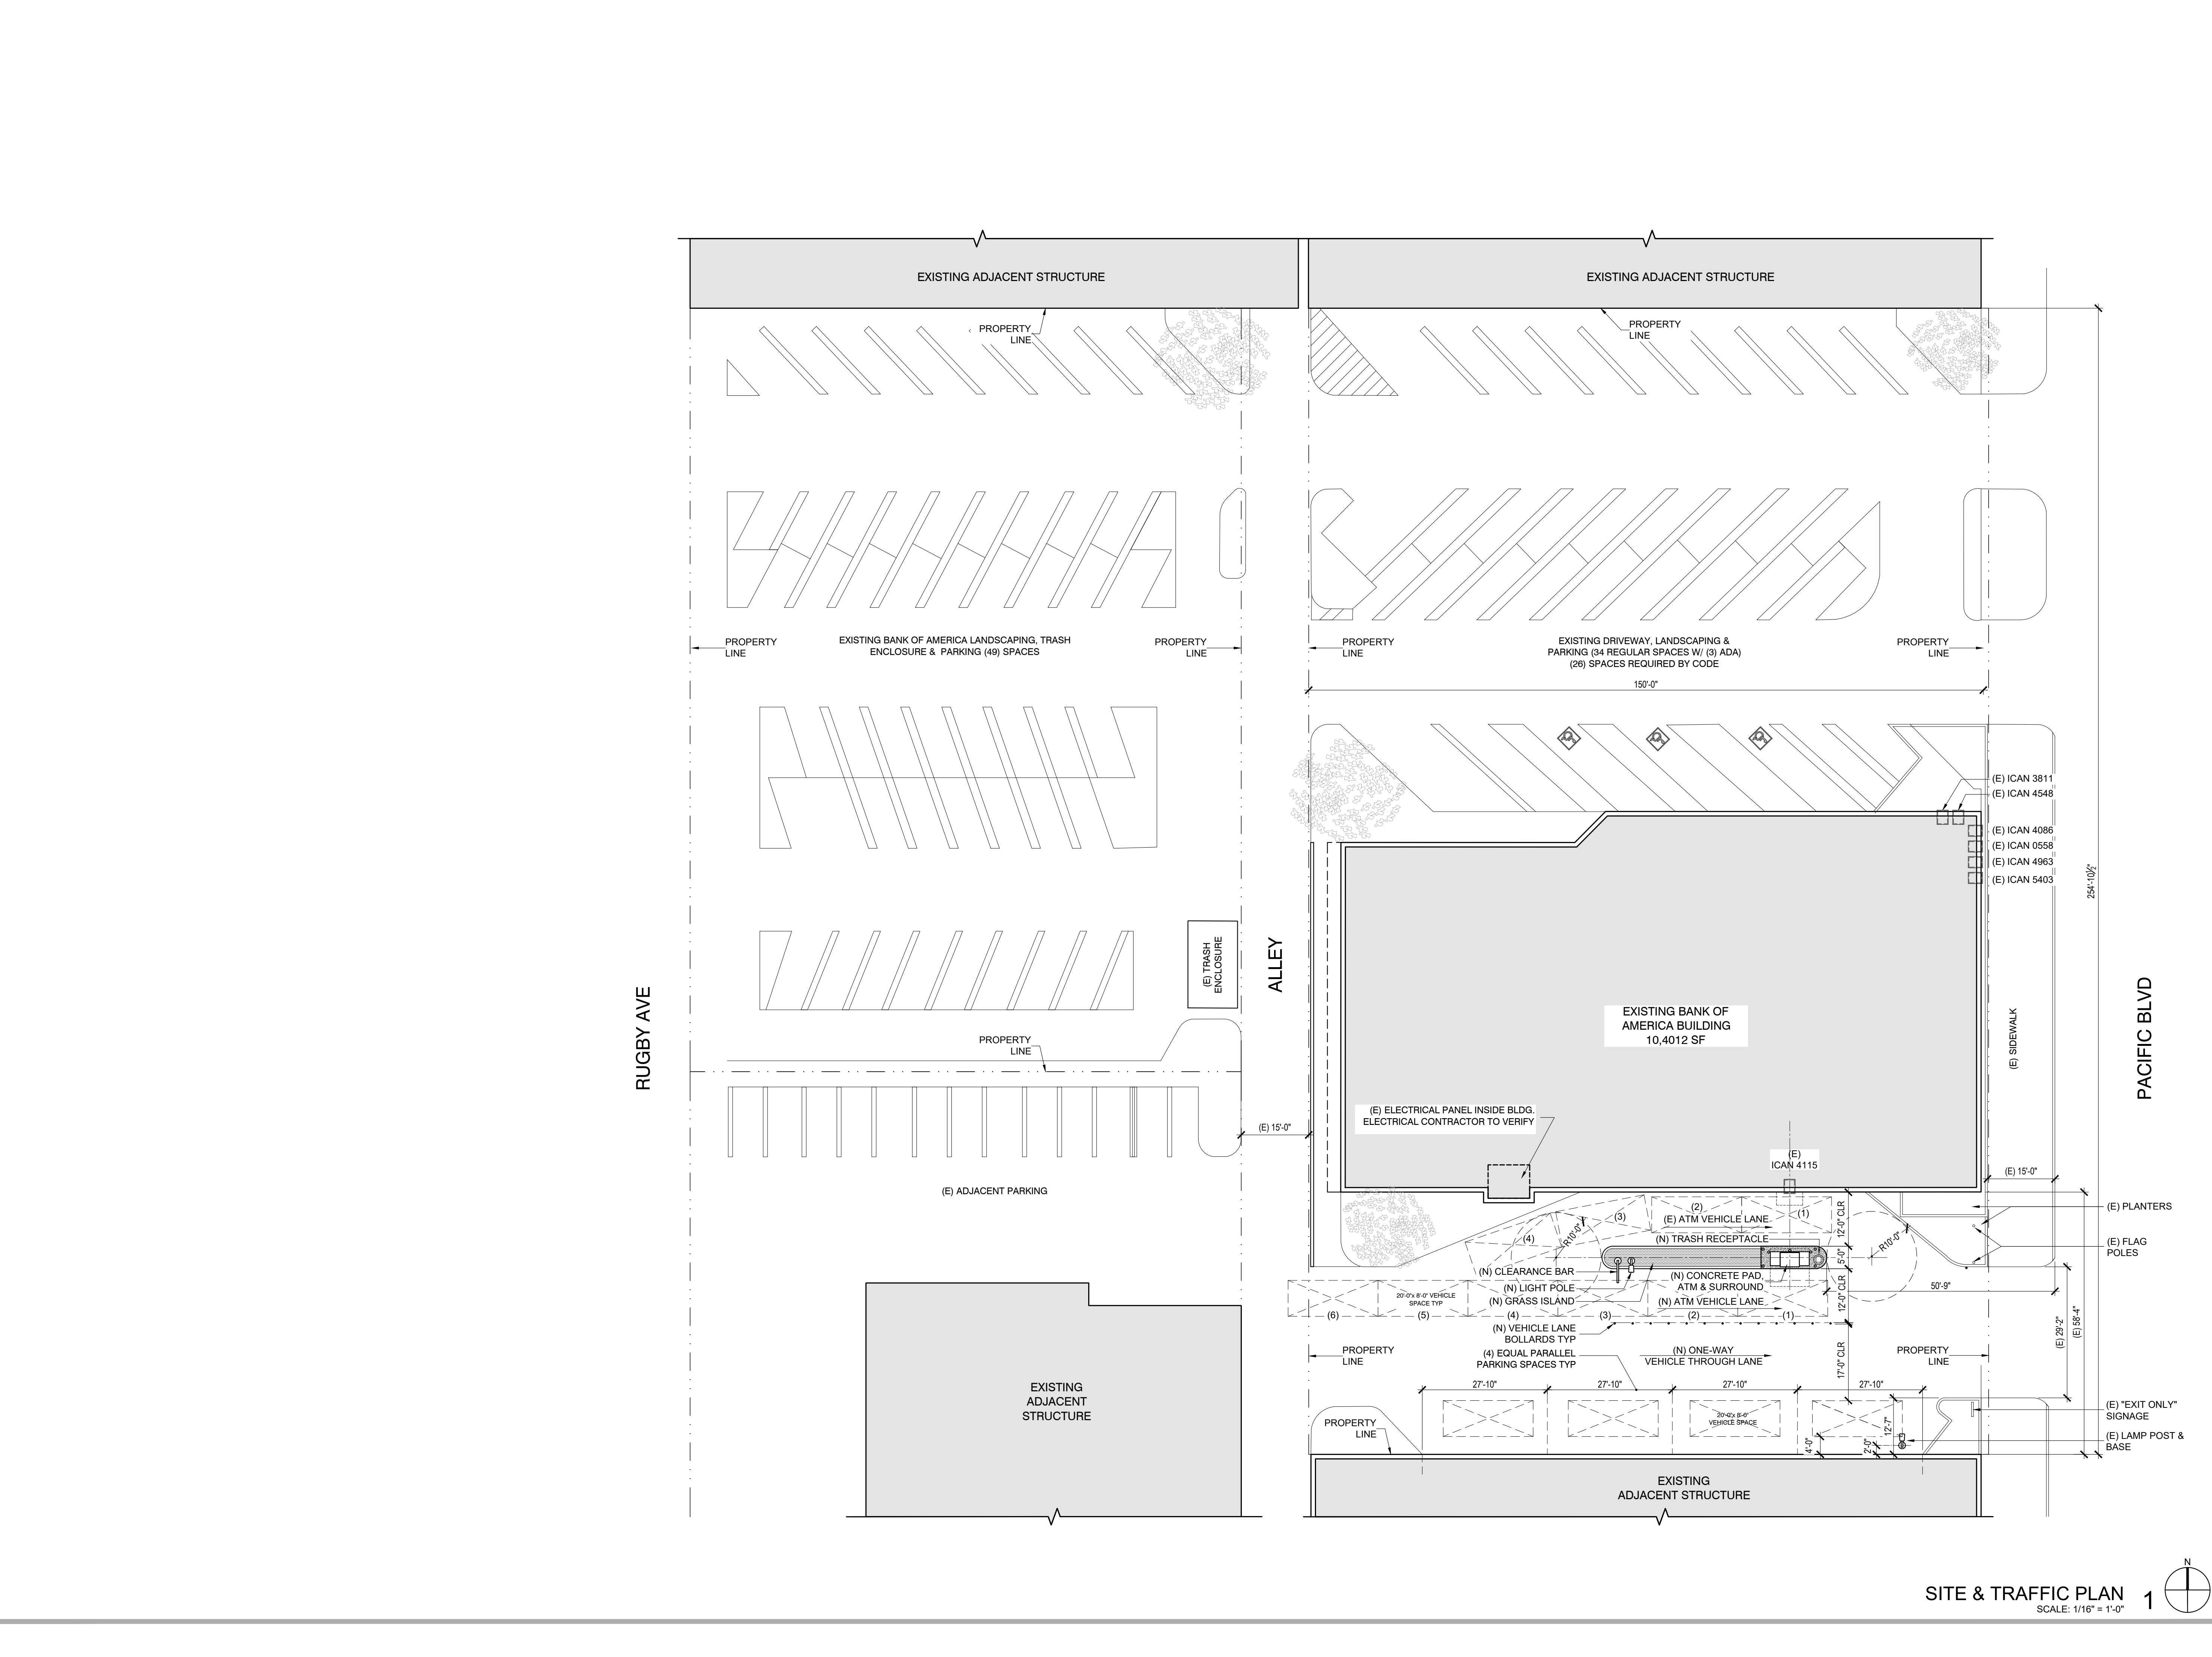 EXISTING ADJACENT STRUCTURE
EXISTING ADJACENT STRUCTURE
PROPERTY
LINE
PROPERTY
LINE
PROPERTY
LINE
EXISTING BANK OF AMERICA LANDSCAPING, TRASH
ENCLOSURE & PARKING (49) SPACES
PROPERTY
LINE
PROPERTY
LINE
EXISTING DRIVEWAY, LANDSCAPING &
PARKING (34 REGULAR SPACES W/ (3) ADA)
(26) SPACES REQUIRED BY CODE
PROPERTY
LINE
150'-0"
(E) ICAN 3811
(E) ICAN 4548
(E) ICAN 4086
(E) ICAN 0558
(E) ICAN 4963
(E) ICAN 5403
254'-10½"
(E) TRASH
ENCLOSURE
ALLEY
RUGBY AVE
PACIFIC BLVD
(E) SIDEWALK
EXISTING BANK OF
AMERICA BUILDING
10,4012 SF
PROPERTY
LINE
(E) ELECTRICAL PANEL INSIDE BLDG.
ELECTRICAL CONTRACTOR TO VERIFY
(E) 15'-0"
(E)
ICAN 4115
(E) 15'-0"
(E) ADJACENT PARKING
(E) PLANTERS
(2)
(1)
(3)
(E) ATM VEHICLE LANE
12'-0" CLR
(4)
R10'-0"
(N) TRASH RECEPTACLE
R10'-0"
(E) FLAG
POLES
5'-0"
(N) CLEARANCE BAR
(N) CONCRETE PAD,
ATM & SURROUND
(N) LIGHT POLE
50'-9"
20'-0"x 8'-0" VEHICLE
SPACE TYP
(N) GRASS ISLAND
(N) ATM VEHICLE LANE
12'-0" CLR
(6)
(5)
(4)
(3)
(2)
(1)
(N) VEHICLE LANE
BOLLARDS TYP
(E) 29'-2"
(E) 58'-4"
PROPERTY
LINE
(4) EQUAL PARALLEL
PARKING SPACES TYP
(N) ONE-WAY
VEHICLE THROUGH LANE
17'-0" CLR
PROPERTY
LINE
27'-10"
27'-10"
27'-10"
27'-10"
EXISTING
ADJACENT
STRUCTURE
(E) "EXIT ONLY"
SIGNAGE
20'-0"x 8'-0"
VEHICLE SPACE
PROPERTY
LINE
12'-7"
4'-0"
2'-0"
(E) LAMP POST &
BASE
EXISTING
ADJACENT STRUCTURE
N
SITE & TRAFFIC PLAN
1
SCALE: 1/16" = 1'-0"